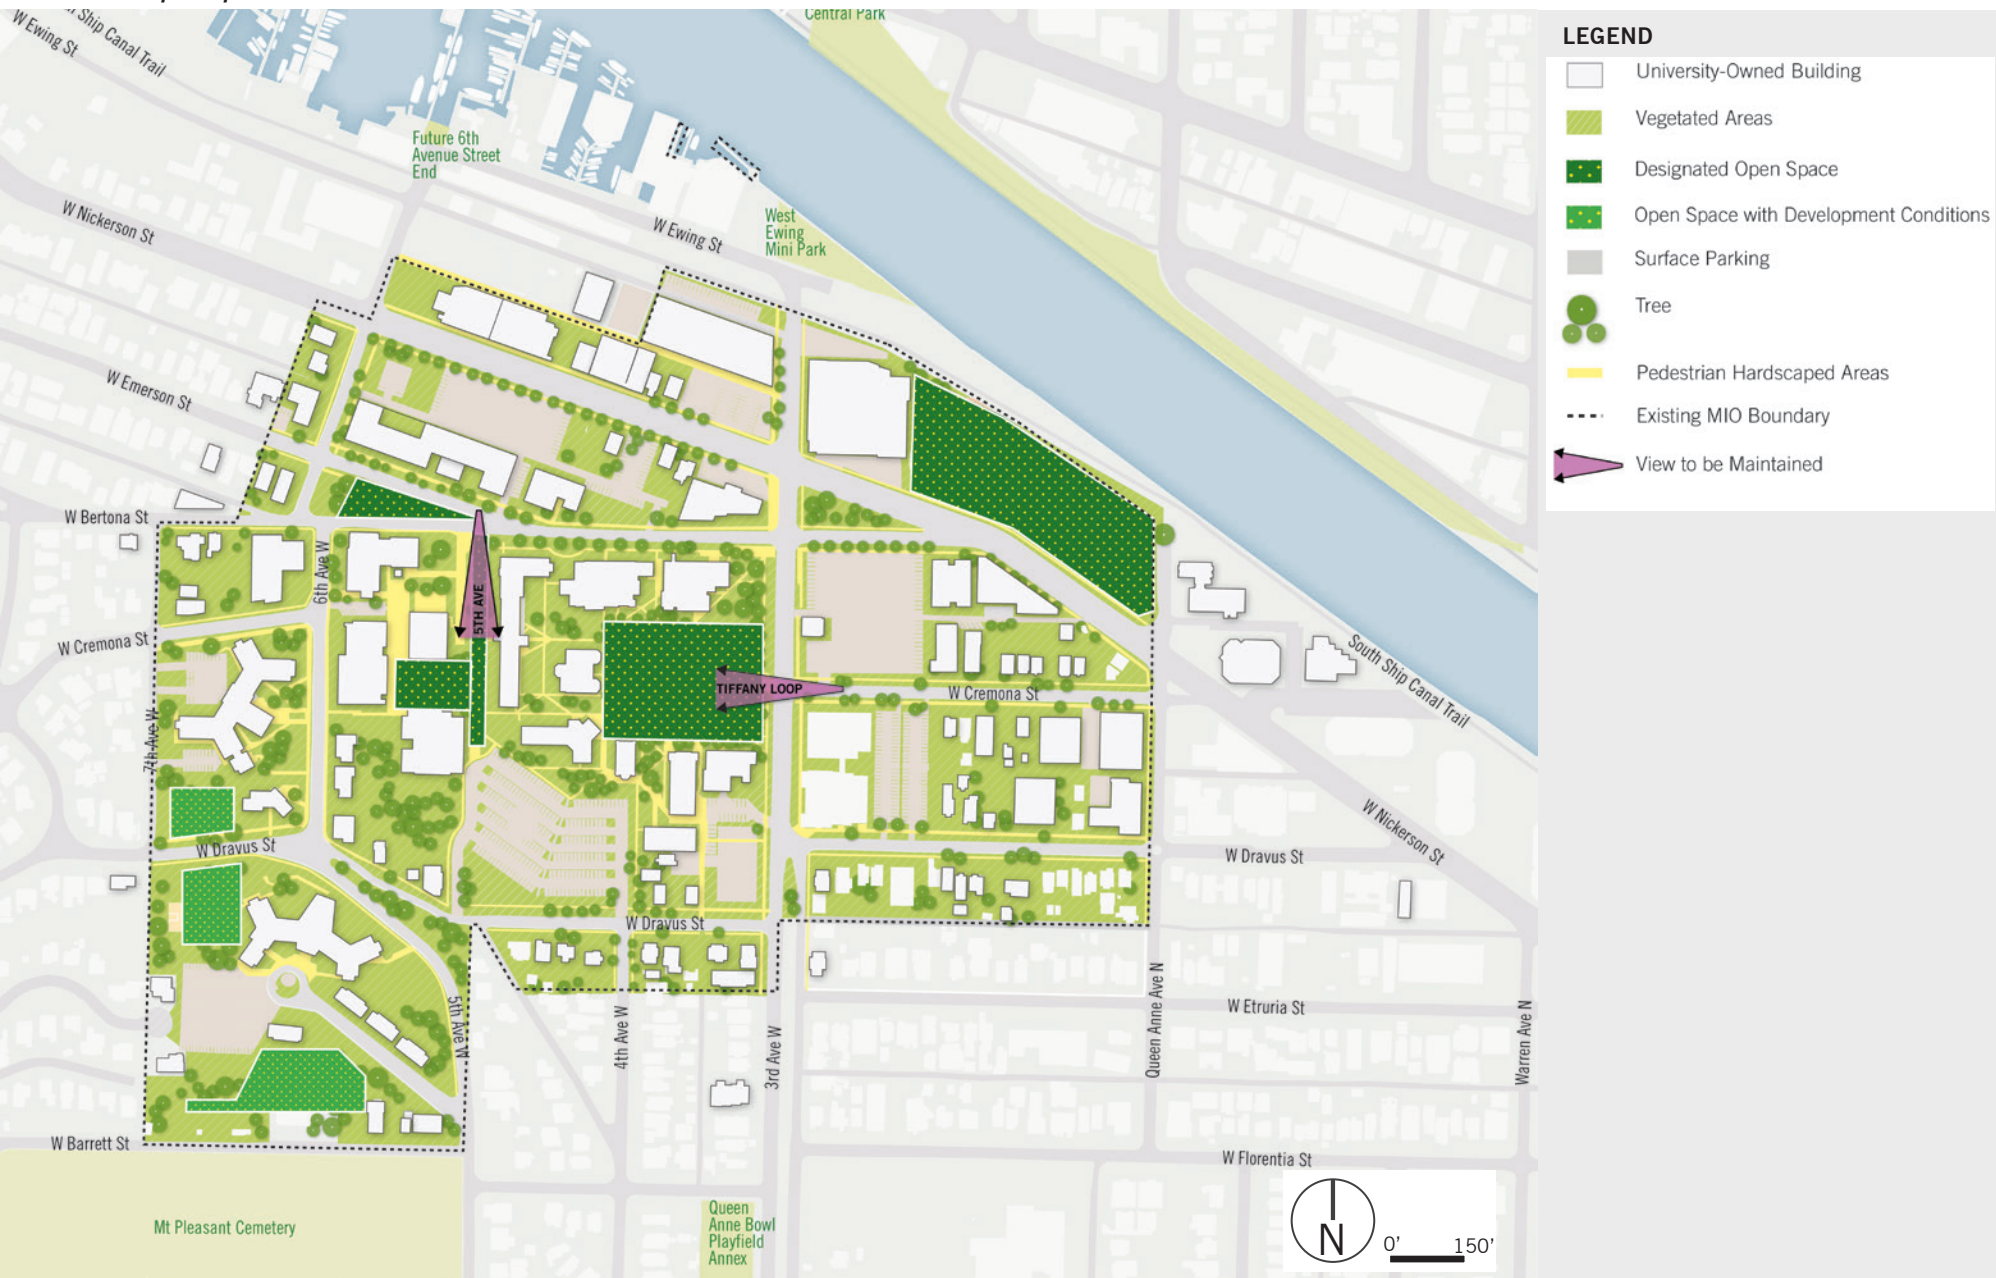 Central Park
Ship Canal Trail
W Ewing St
Future 6th
Avenue Street
End
W Nickerson St
W Ewing St
West
Ewing
Mini Park
W Emerson St
W Bertona St
6th Ave W
5TH AVE
W Cremona St
TIFFANY LOOP
W Cremona St
South Ship Canal Trail
7th Ave W
W Dravus St
W Nickerson St
W Dravus St
W Dravus St
5th Ave W
4th Ave W
3rd Ave W
Queen Anne Ave N
W Etruria St
Warren Ave N
W Barrett St
W Florentia St
Mt Pleasant Cemetery
Queen
Anne Bowl
Playfield
Annex
N
0'
150'
LEGEND
University-Owned Building
Vegetated Areas
Designated Open Space
Open Space with Development Conditions
Surface Parking
Tree
Pedestrian Hardscaped Areas
Existing MIO Boundary
View to be Maintained